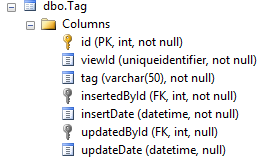 dbo.Tag
Columns
id (PK, int, not null)
viewId (uniqueidentifier, not null)
tag (varchar(50), not null)
insertedById (FK, int, not null)
insertDate (datetime, not null)
updatedById (FK, int, null)
updateDate (datetime, null)